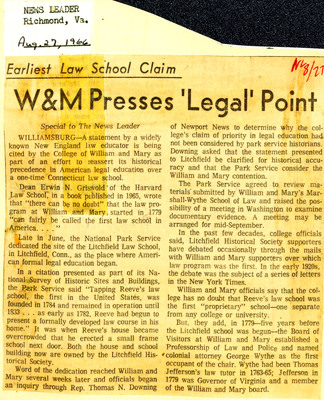 NEWS LEADER
Richmond, Va.
Aug. 27, 1966
N48/27
Earliest Law School Claim
W&M Presses 'Legal' Point
Special to The News Leader
WILLIAMSBURG—A statement by a widely
known New England law educator is being
cited by the College of William and Mary as
part of an effort to reassert its historical
precedence in American legal education over
a one-time Connecticut law school.
Dean Erwin N. Griswold of the Harvard
Law School, in a book published in 1965, wrote
that "there can be no doubt" that the law pro-
gram at William and Mary, started in 1779
"can fairly be called the first law school in
America. . ."
Late in June, the National Park Service
dedicated the site of the Litchfield Law School,
in Litchfield, Conn., as the place where Amer-
ican formal legal education began.
In a citation presented as part of its Na-
tional Survey of Historic Sites and Buildings,
the Park Service said "Tapping Reeve's law
school, the first in the United States, was
founded in 1784 and remained in operation until
1833 . . . as early as 1782, Reeve had begun to
present a formally developed law course in his
home." It was when Reeve's house became
overcrowded that he erected a small frame
school next door. Both the house and school
building now are owned by the Litchfield His-
torical Society.
Word of the dedication reached William and
Mary several weeks later and officials began
an inquiry through Rep. Thomas N. Downing
of Newport News to determine why the col-
lege's claim of priority in legal education had
not been considered by park service historians.
Downing asked that the statement presented
to Litchfield be clarified for historical accu-
racy and that the Park Service consider the
William and Mary contention.
The Park Service agreed to review ma-
terials submitted by William and Mary's Mar-
shall-Wythe School of Law and raised the pos-
sibility of a meeting in Washington to examine
documentary evidence. A meeting may be
arranged for mid-September.
In the past few decades, college officials
said, Litchfield Historical Society supporters
have debated occasionally through the mails
with William and Mary supporters over which
law program was the first. In the early 1920s,
the debate was the subject of a series of letters
in the New York Times.
William and Mary officials say that the col-
lege has no doubt that Reeve's law school was
the first "proprietary" school—one separate
from any college or university.
But, they add, in 1779—five years before
the Litchfield school was begun—the Board of
Visitors at William and Mary established a
Professorship of Law and Policy and named
colonial attorney George Wythe as the first
occupant of the chair. Wythe had been Thomas
Jefferson's law tutor in 1763-65; Jefferson in
1779 was Governor of Virginia and a member
of the William and Mary board.